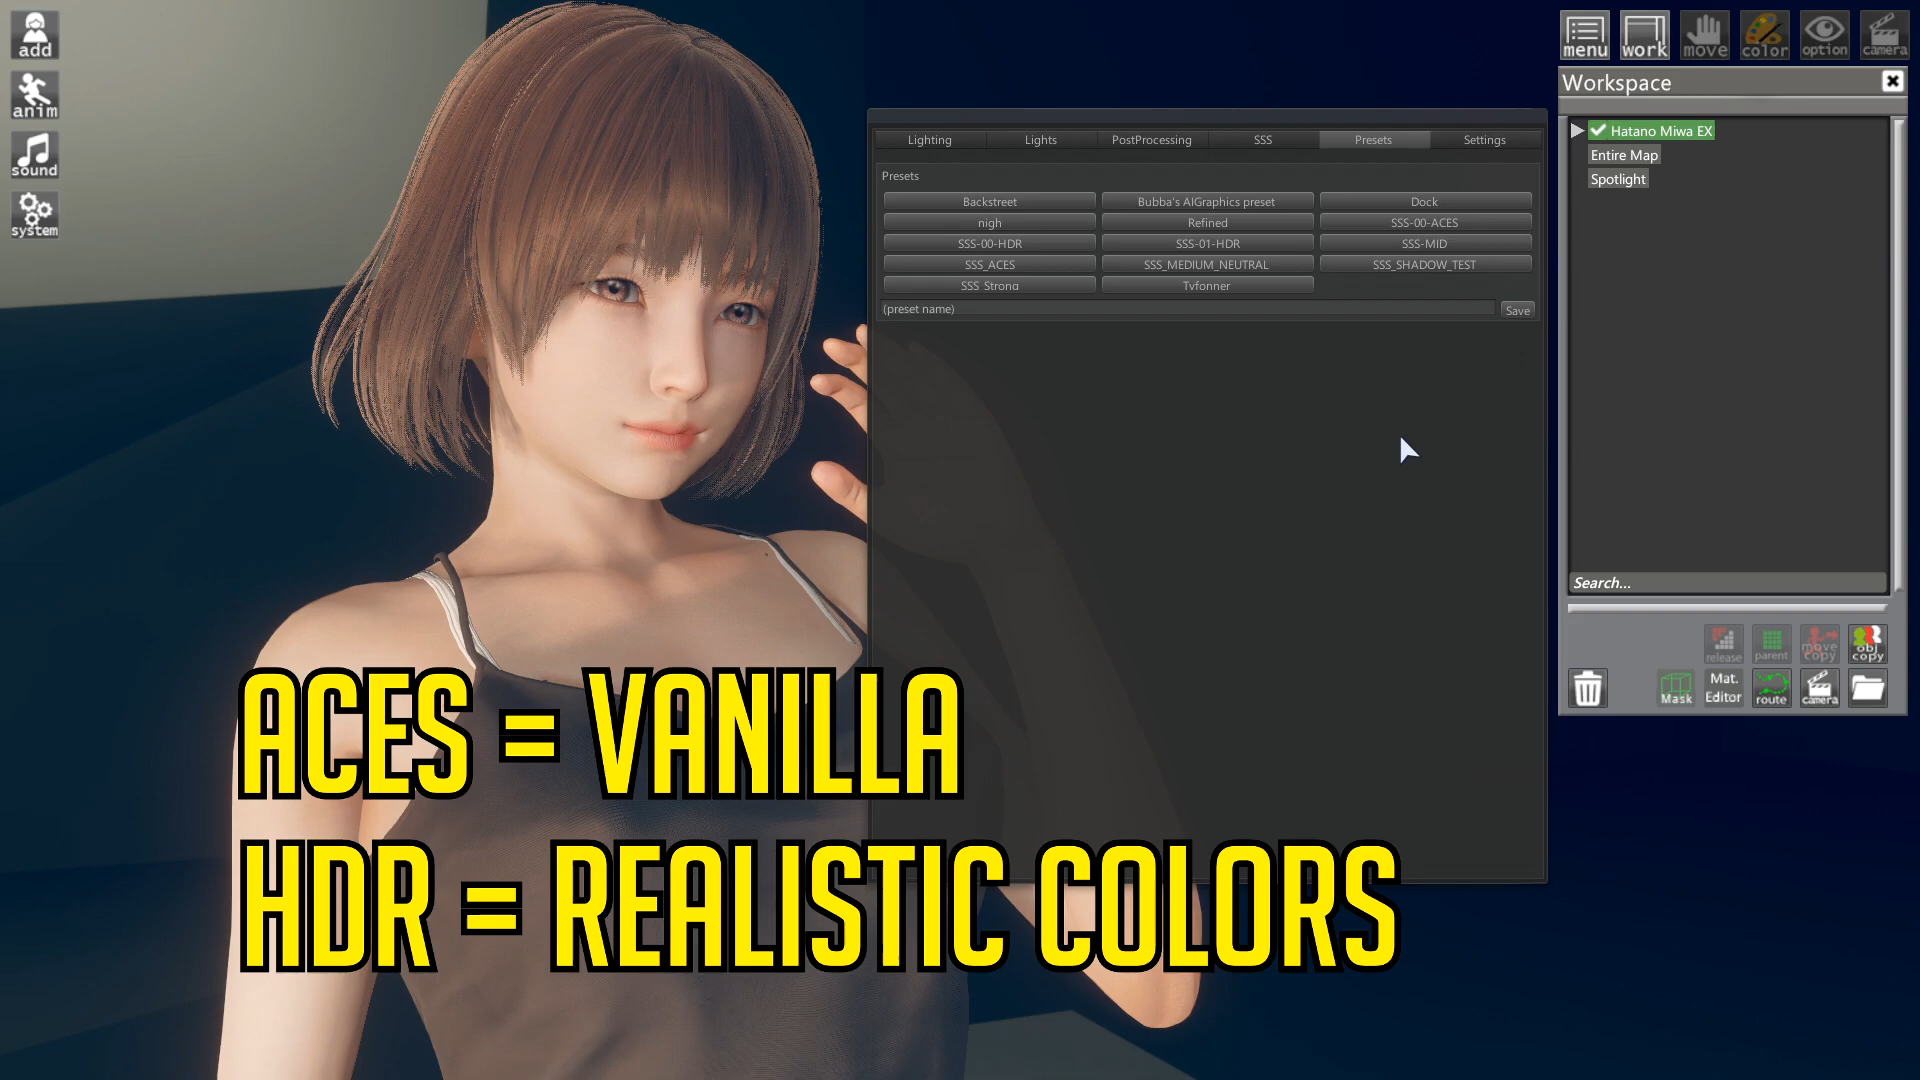 add
anim
sound
system
menu work move color option camera
Workspace
Hatano Miwa EX
Entire Map
Spotlight
Search...
release parent move copy obj copy
Mask Mat. Editor route camera
Lighting Lights PostProcessing SSS Presets Settings
Presets
Backstreet Bubba's AIGraphics preset Dock
nigh Refined SSS-00-ACES
SSS-00-HDR SSS-01-HDR SSS-MID
SSS_ACES SSS_MEDIUM_NEUTRAL SSS_SHADOW_TEST
SSS_Strong Tyfonner
(preset name) Save
ACES = VANILLA
HDR = REALISTIC COLORS